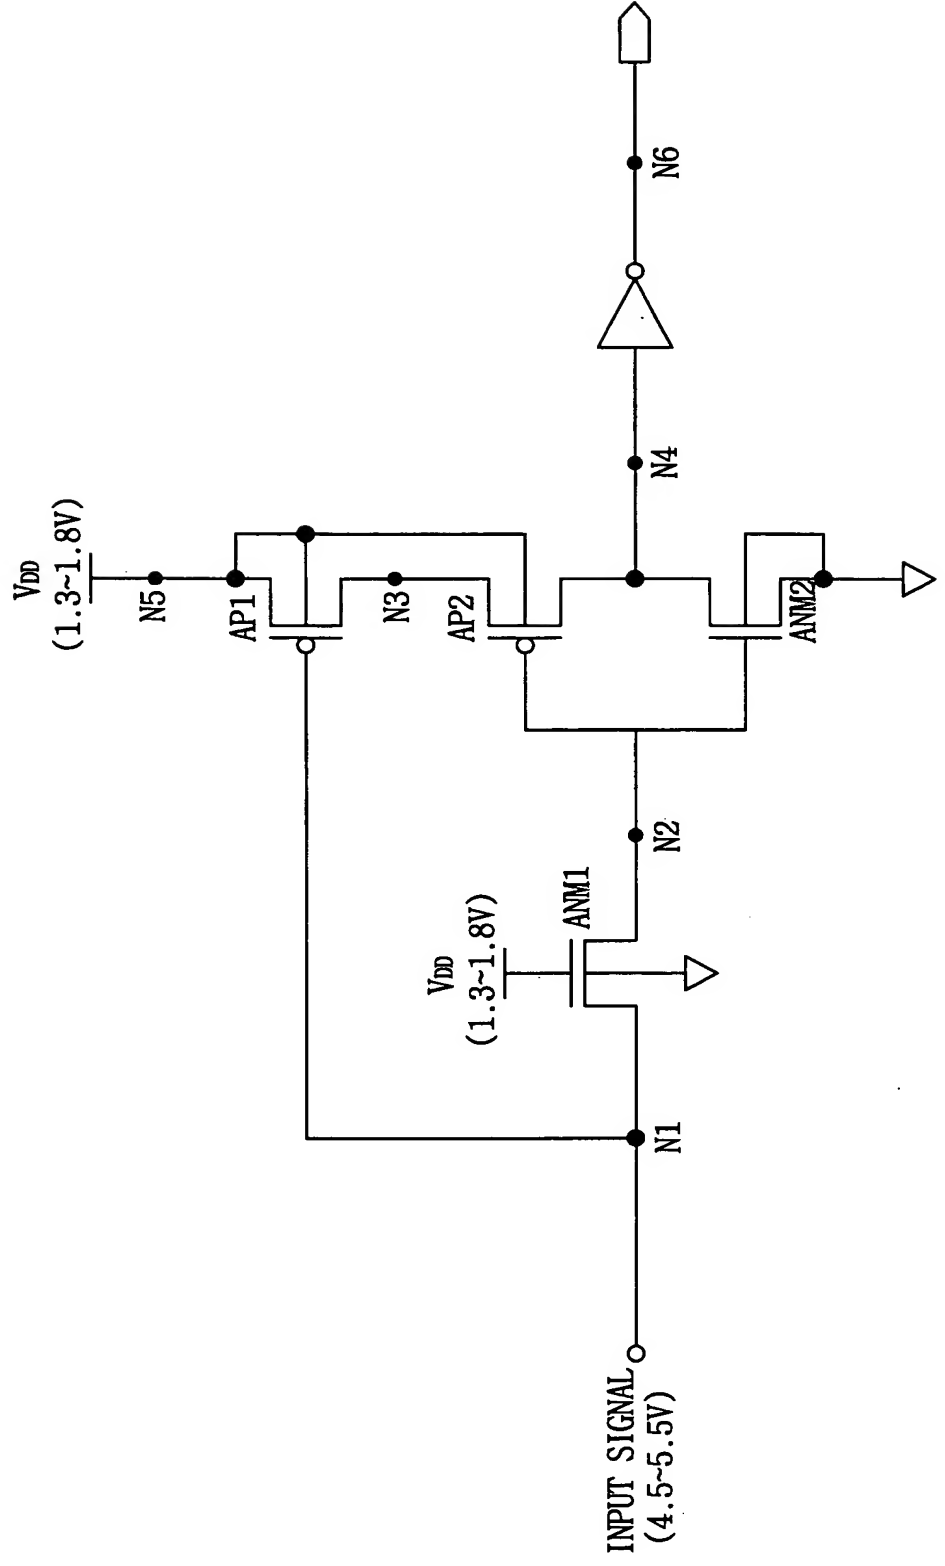 VDD
(1.3~1.8V)
N5
AP1
N3
AP2
ANM2
N4
N6
VDD
(1.3~1.8V)
ANM1
N2
N1
INPUT SIGNAL
(4.5~5.5V)